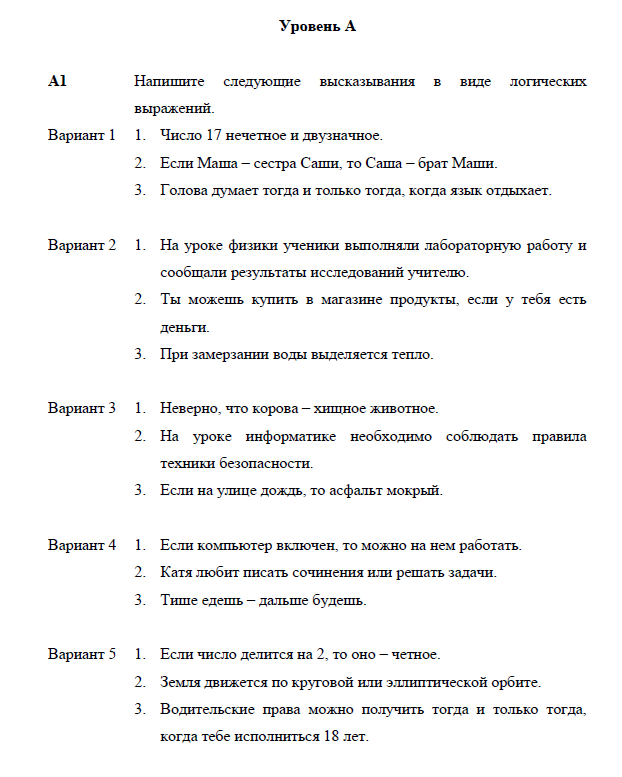 Уровень А
А1 Напишите следующие высказывания в виде логических
выражений.
Вариант 1 1. Число 17 нечетное и двузначное.
2. Если Маша – сестра Саши, то Саша – брат Маши.
3. Голова думает тогда и только тогда, когда язык отдыхает.
Вариант 2 1. На уроке физики ученики выполняли лабораторную работу и
сообщали результаты исследований учителю.
2. Ты можешь купить в магазине продукты, если у тебя есть
деньги.
3. При замерзании воды выделяется тепло.
Вариант 3 1. Неверно, что корова – хищное животное.
2. На уроке информатике необходимо соблюдать правила
техники безопасности.
3. Если на улице дождь, то асфальт мокрый.
Вариант 4 1. Если компьютер включен, то можно на нем работать.
2. Катя любит писать сочинения или решать задачи.
3. Тише едешь – дальше будешь.
Вариант 5 1. Если число делится на 2, то оно – четное.
2. Земля движется по круговой или эллиптической орбите.
3. Водительские права можно получить тогда и только тогда,
когда тебе исполниться 18 лет.